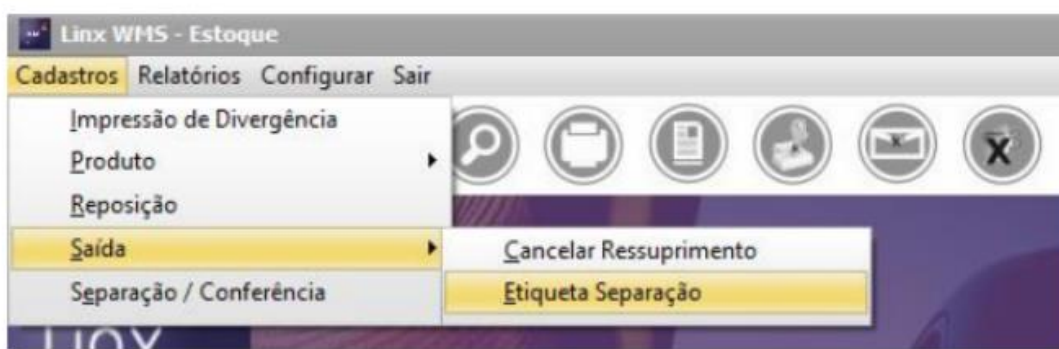 Linx WMS - Estoque
Cadastros Relatórios Configurar Sair
Impressão de Divergência
Produto
Reposição
Saída
Cancelar Ressuprimento
Separação / Conferência
Etiqueta Separação
Linx